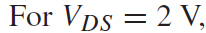 For V_DS = 2 V,